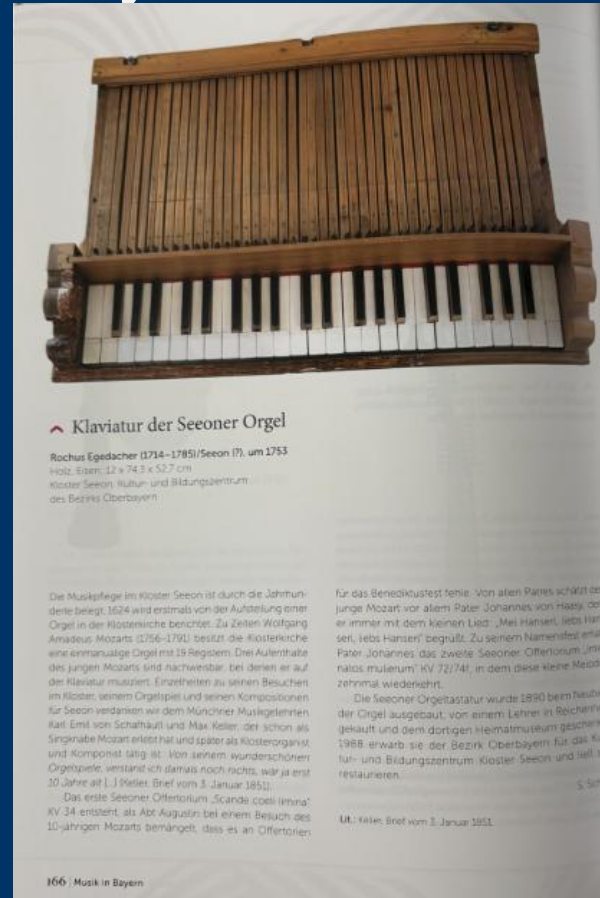 Klaviatur der Seeoner Orgel
Rochus Egedacher (1714–1785)/Seeon (?), um 1753
Holz, Eisen; 12 x 74,3 x 52,7 cm
Kloster Seeon, Kultur- und Bildungszentrum
des Bezirks Oberbayern
Die Musikpflege im Kloster Seeon ist durch die Jahrhun-
derte belegt. 1624 wird erstmals von der Aufstellung einer
Orgel in der Klosterkirche berichtet. Zu Zeiten Wolfgang
Amadeus Mozarts (1756–1791) besitzt die Klosterkirche
eine einmanualige Orgel mit 19 Registern. Drei Aufenthalte
des jungen Mozarts sind nachweisbar, bei denen er auf
der Klaviatur musiziert. Einzelheiten zu seinen Besuchen
im Kloster, seinem Orgelspiel und seinen Kompositionen
für Seeon verdanken wir dem Münchner Musikgelehrten
Karl Emil von Schafhäutl und Max Keller, der schon als
Singknabe Mozart erlebt hat und später als Klosterorganist
und Komponist tätig ist: Von seinem wunderschönen
Orgelspiele, verstand ich damals noch nichts, war ja erst
10 Jahre alt [...] (Keller, Brief vom 3. Januar 1851).
Das erste Seeoner Offertorium „Scande coeli limina“
KV 34 entsteht, als Abt Augustin bei einem Besuch des
10-jährigen Mozarts bemängelt, dass es an Offertorien
für das Benediktusfest fehle. Von allen Patres schätzt der
junge Mozart vor allem Pater Johannes von Haasy, den
er immer mit dem kleinen Lied: „Mei Hanserl, liebs Han-
serl, liebs Hanserl“ begrüßt. Zu seinem Namensfest
Pater Johannes das zweite Seeoner Offertorium
natos mulierum“ KV 72/74f, in dem diese kleine Melodie
zehnmal wiederkehrt.
Die Seeoner Orgeltastatur wurde 1890 beim Neubau
der Orgel ausgebaut, von einem Lehrer in
gekauft und dem dortigen Heimatmuseum
1988 erwarb sie der Bezirk Oberbayern für das Kul-
tur- und Bildungszentrum Kloster Seeon und ließ
restaurieren.
Lit.: Keller, Brief vom 3. Januar 1851.
166 | Musik in Bayern